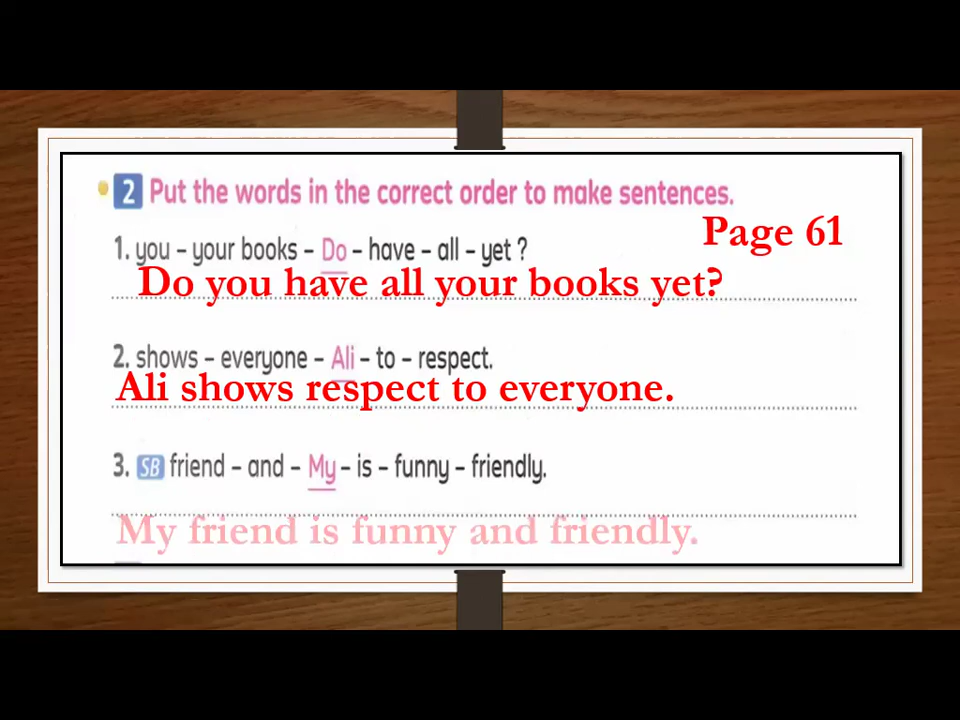 2 Put the words in the correct order to make sentences.
Page 61
1. you – your books – Do – have – all – yet ?
Do you have all your books yet?
2. shows – everyone – Ali – to – respect.
Ali shows respect to everyone.
3. SB friend – and – My – is – funny – friendly.
My friend is funny and friendly.